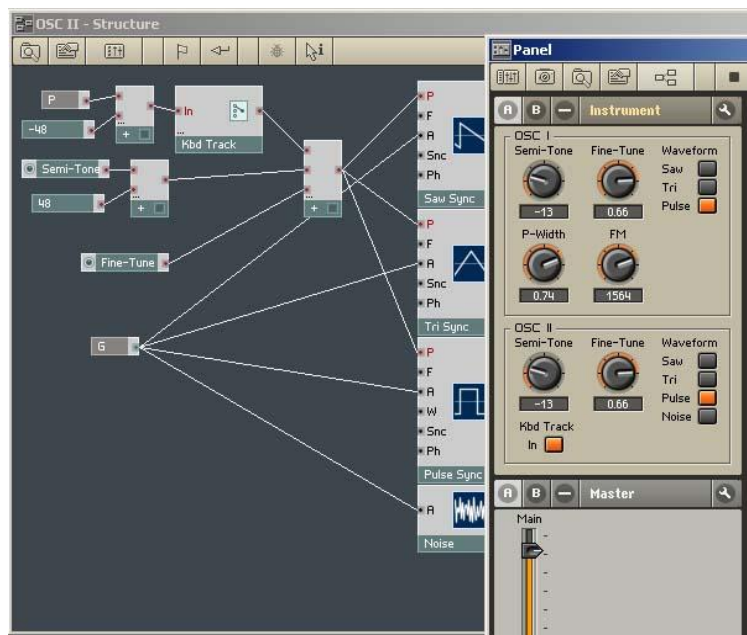 OSC II - Structure
P
-48
+
In
Kbd Track
Semi-Tone
48
+
+
Fine-Tune
G
P
F
A
Snc
Ph
Saw Sync
P
F
A
Snc
Ph
Tri Sync
P
F
A
W
Snc
Ph
Pulse Sync
A
Noise
Panel
A B Instrument
OSC I
Semi-Tone Fine-Tune Waveform
Saw
Tri
Pulse
-13 0.66
P-Width FM
0.74 1564
OSC II
Semi-Tone Fine-Tune Waveform
Saw
Tri
Pulse
Noise
-13 0.66
Kbd Track
In
A B Master
Main